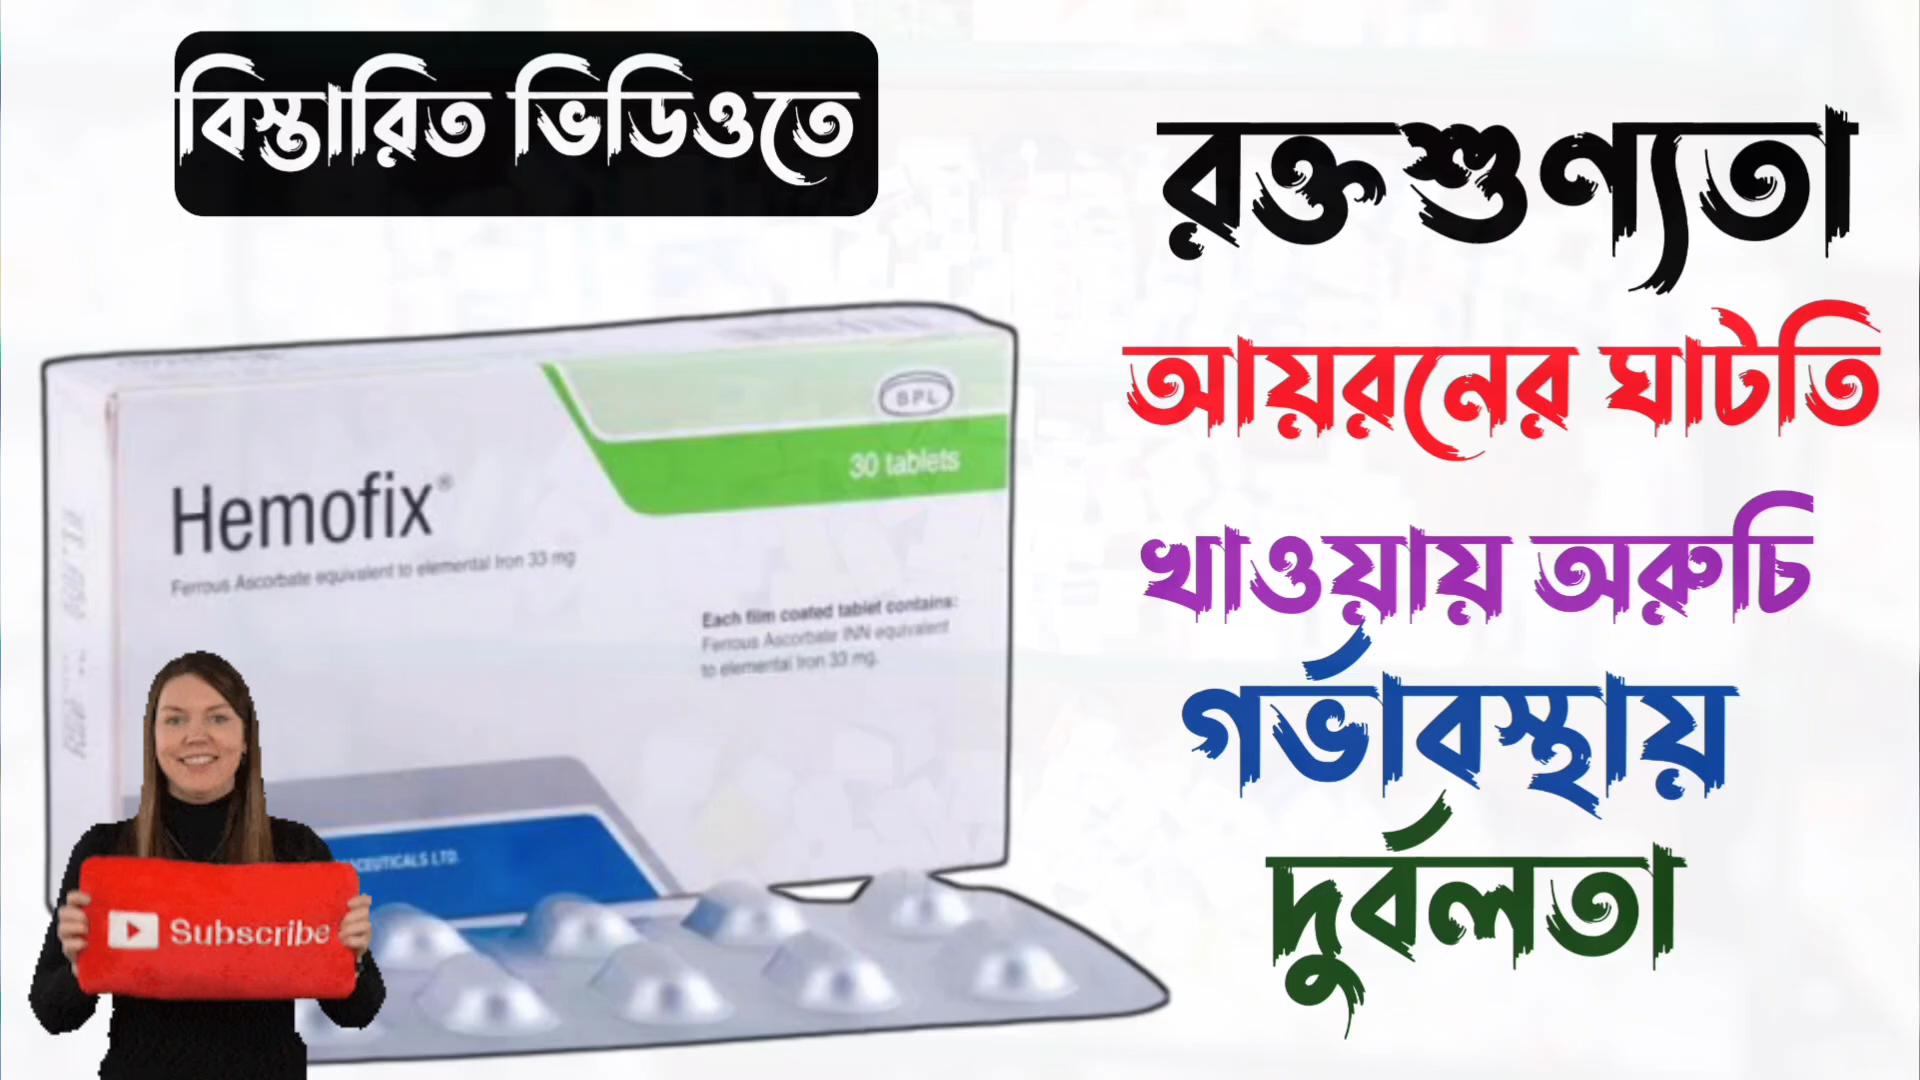 বিস্তারিত ভিডিওতে
রক্তশুণ্যতা
আয়রনের ঘাটতি
খাওয়ায় অরুচি
গর্ভাবস্থায়
দুর্বলতা
BPL
30 tablets
Hemofix®
Ferrous Ascorbate equivalent to elemental Iron 33 mg
Each film coated tablet contains:
Ferrous Ascorbate INN equivalent
to elemental Iron 33 mg.
LTD.
Subscribe